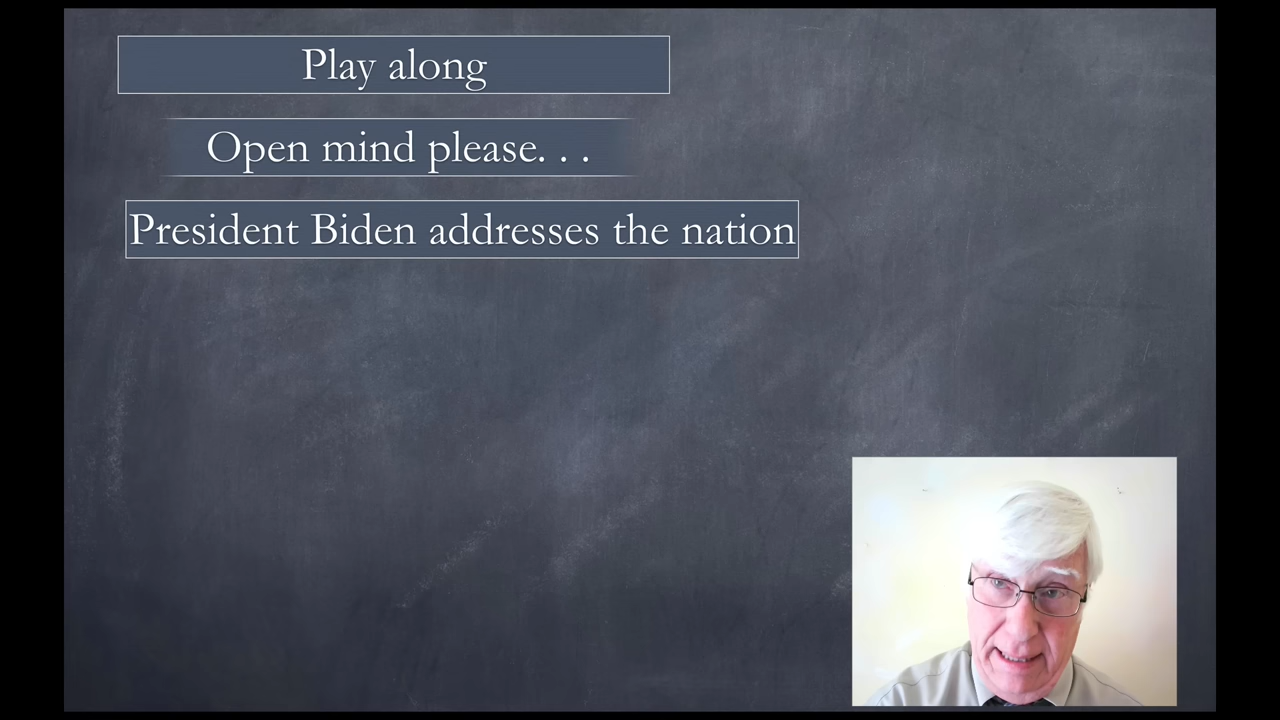 Play along
Open mind please. . .
President Biden addresses the nation